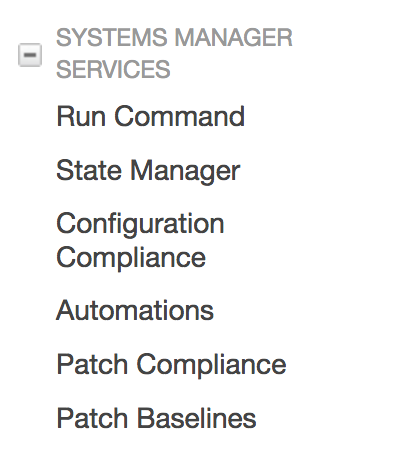 SYSTEMS MANAGER
SERVICES
Run Command
State Manager
Configuration
Compliance
Automations
Patch Compliance
Patch Baselines